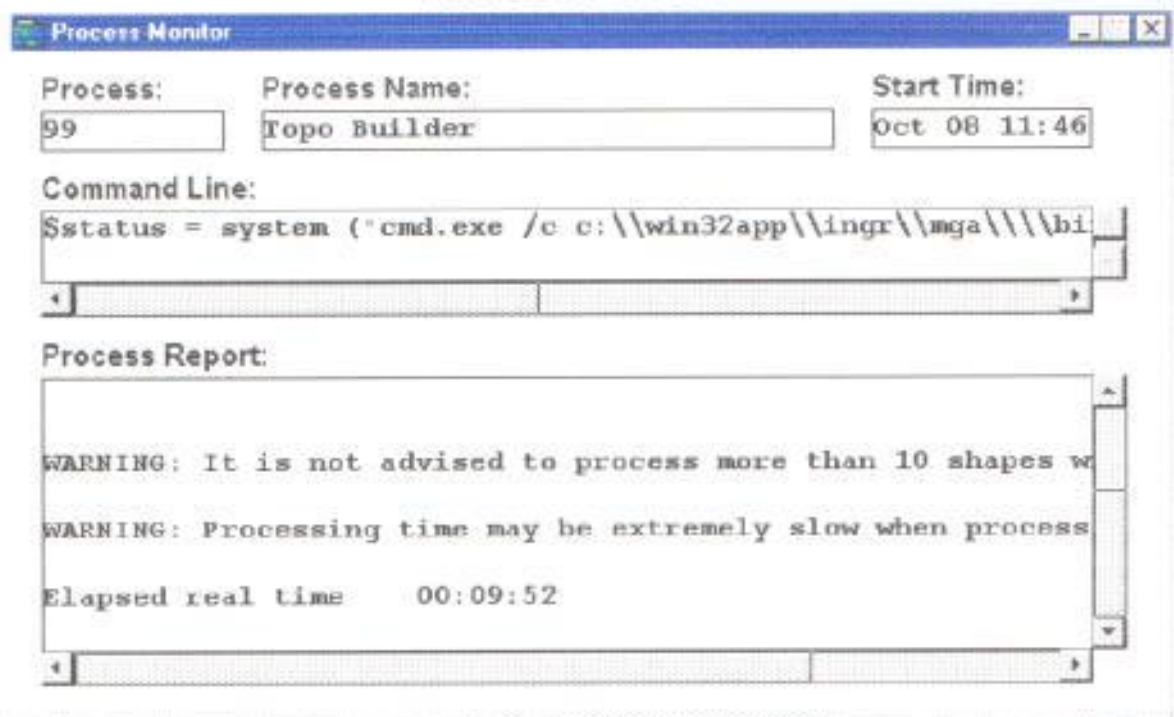 Process Monitor
Process: Process Name: Start Time:
99 Topo Builder Oct 08 11:46
Command Line:
$status = system ("cmd.exe /c c:\\win32app\\ingr\\mga\\\\bi
Process Report:
WARNING: It is not advised to process more than 10 shapes w
WARNING: Processing time may be extremely slow when process
Elapsed real time 00:09:52